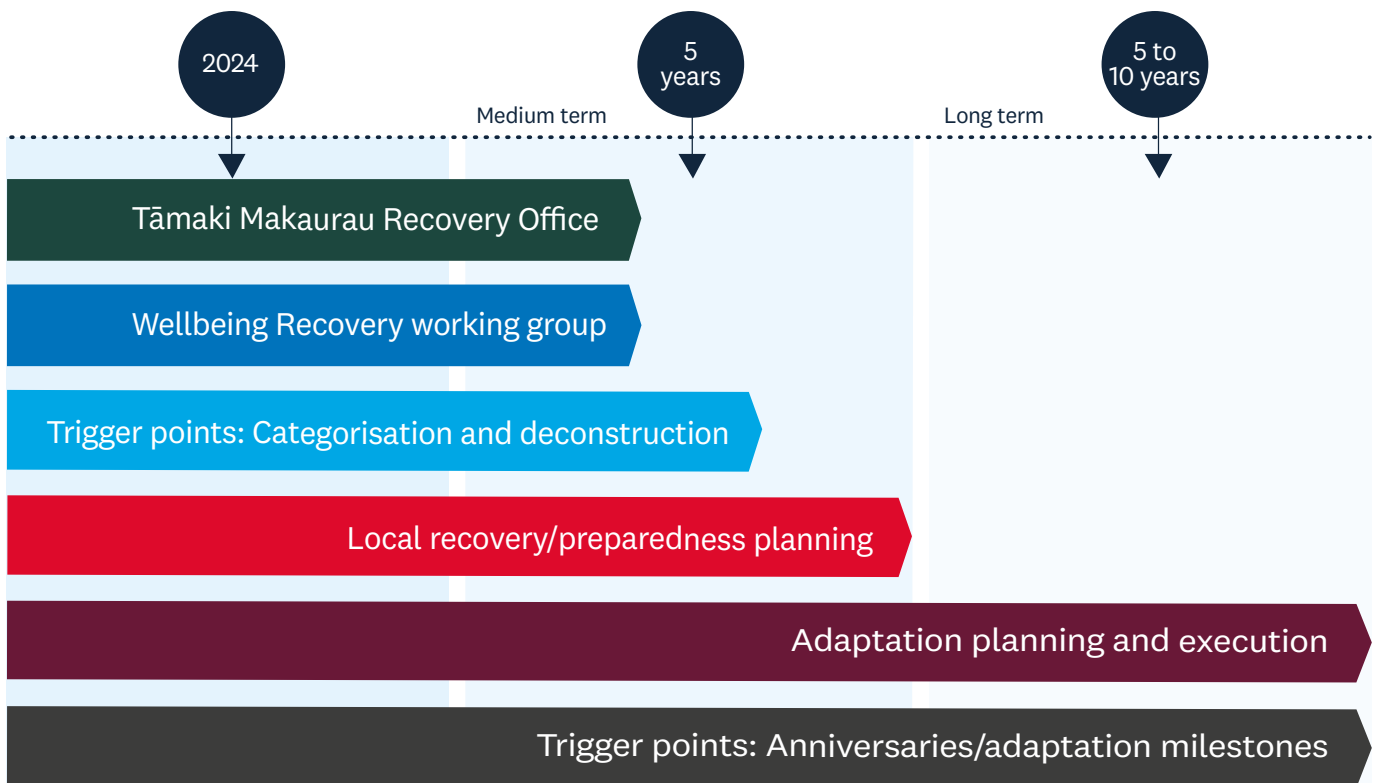 2024
5
years
5 to
10 years
Medium term
Long term
Tāmaki Makaurau Recovery Office
Wellbeing Recovery working group
Trigger points: Categorisation and deconstruction
Local recovery/preparedness planning
Adaptation planning and execution
Trigger points: Anniversaries/adaptation milestones